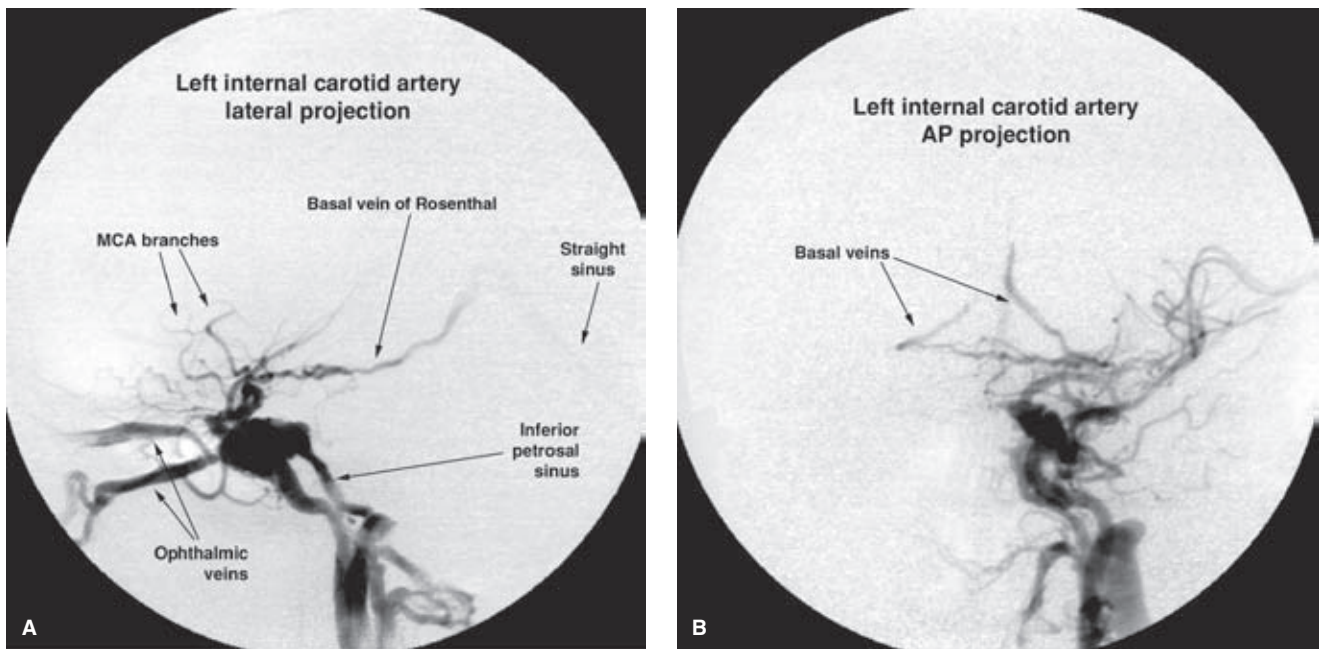 Left internal carotid artery
lateral projection
Basal vein of Rosenthal
MCA branches
Straight
sinus
Inferior
petrosal
sinus
Ophthalmic
veins
A
Left internal carotid artery
AP projection
Basal veins
B